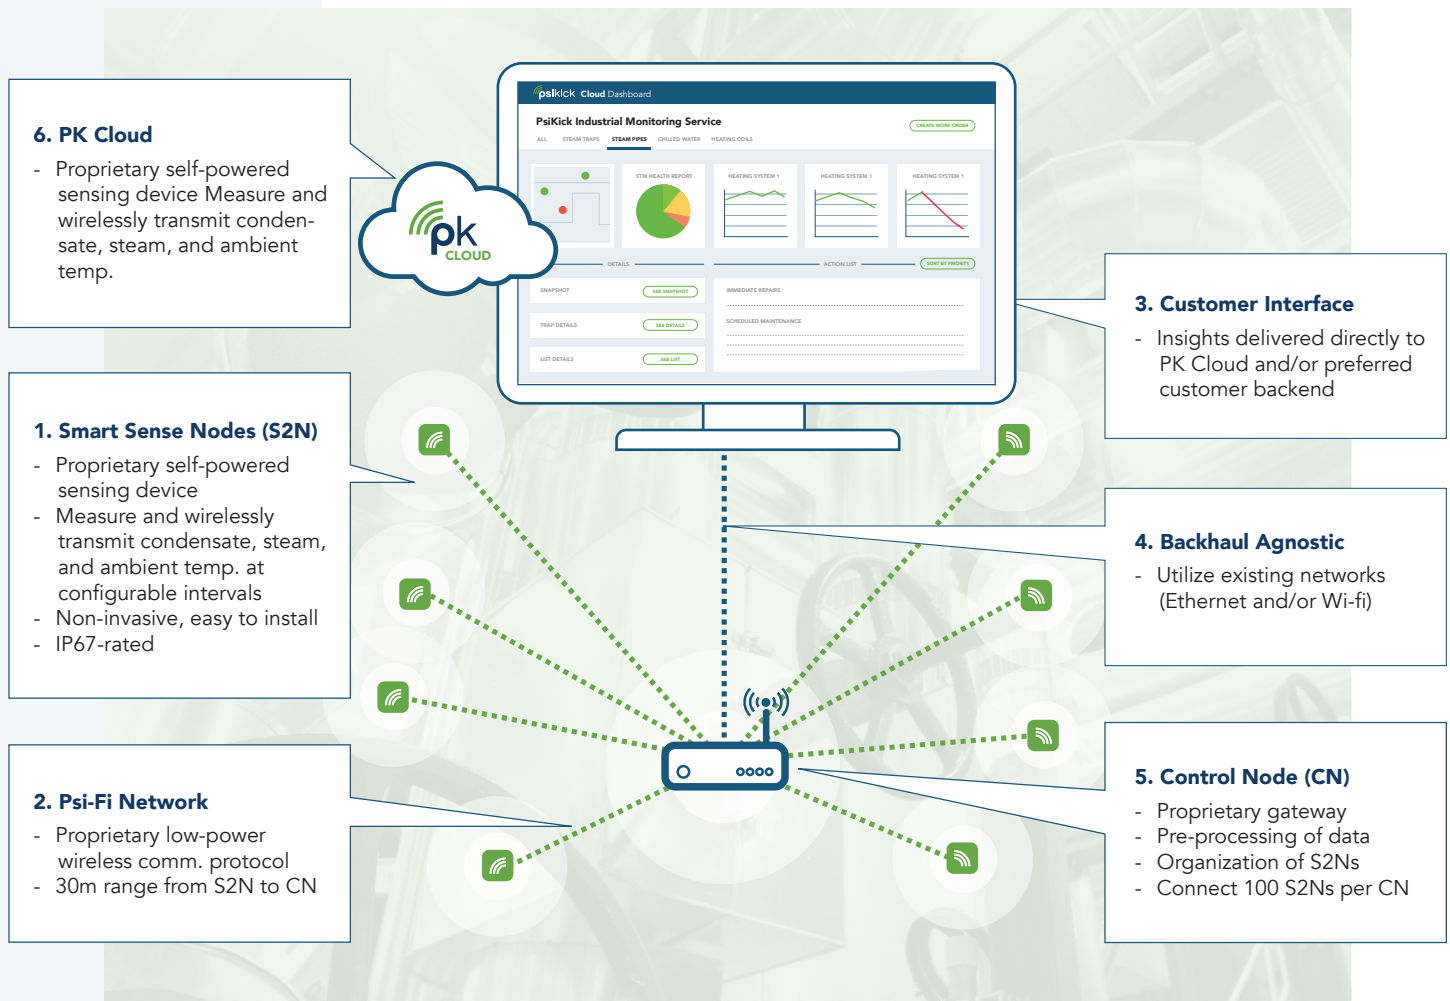 6. PK Cloud
- Proprietary self-powered
sensing device Measure and
wirelessly transmit conden-
sate, steam, and ambient
temp.
1. Smart Sense Nodes (S2N)
- Proprietary self-powered
sensing device
- Measure and wirelessly
transmit condensate, steam,
and ambient temp. at
configurable intervals
- Non-invasive, easy to install
- IP67-rated
2. Psi-Fi Network
- Proprietary low-power
wireless comm. protocol
- 30m range from S2N to CN
pk
CLOUD
psikick Cloud Dashboard
PsiKick Industrial Monitoring Service
CREATE WORK ORDER
ALL STEAM TRAPS STEAM PIPES CHILLED WATER HEATING COILS
STM HEALTH REPORT
HEATING SYSTEM 1
HEATING SYSTEM 1
HEATING SYSTEM 1
DETAILS
ACTION LIST
SORT BY PRIORITY
SNAPSHOT
SEE SNAPSHOT
TRAP DETAILS
SEE DETAILS
LIST DETAILS
SEE LIST
IMMEDIATE REPAIRS
SCHEDULED MAINTENANCE
3. Customer Interface
- Insights delivered directly to
PK Cloud and/or preferred
customer backend
4. Backhaul Agnostic
- Utilize existing networks
(Ethernet and/or Wi-fi)
5. Control Node (CN)
- Proprietary gateway
- Pre-processing of data
- Organization of S2Ns
- Connect 100 S2Ns per CN